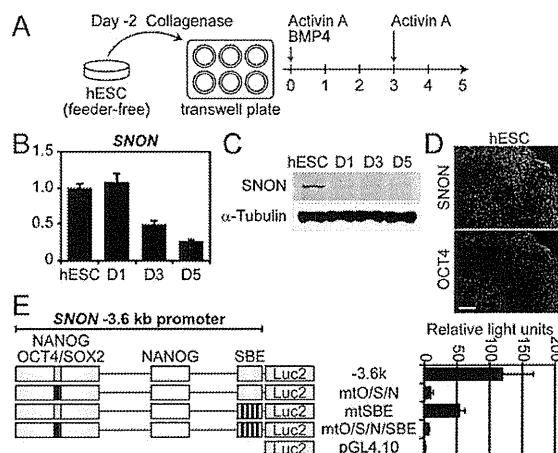 A
Day -2 Collagenase
hESC
(feeder-free)
transwell plate
Activin A
BMP4
Activin A
0 1 2 3 4 5
B
SNON
1.5
1.0
0.5
0
hESC D1 D3 D5
C
hESC D1 D3 D5
SNON
α-Tubulin
D
hESC
SNON
OCT4
E
SNON -3.6 kb promoter
NANOG
OCT4/SOX2
NANOG
SBE
Luc2
Luc2
Luc2
Luc2
Luc2
Relative light units
0 50 100 150 200
-3.6k
mtO/S/N
mtSBE
mtO/S/N/SBE
pGL4.10